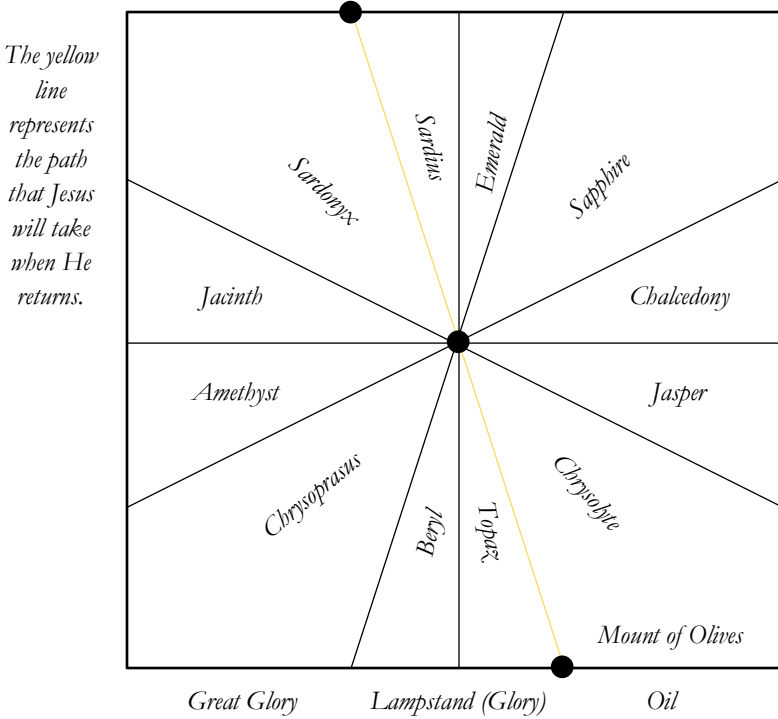 The yellow
line
represents
the path
that Jesus
will take
when He
returns.
Sardius
Emerald
Sardonyx
Sapphire
Jacinth
Chalcedony
Amethyst
Jasper
Chrysoprasus
Beryl
Topaz
Chrysolyte
Mount of Olives
Great Glory
Lampstand (Glory)
Oil